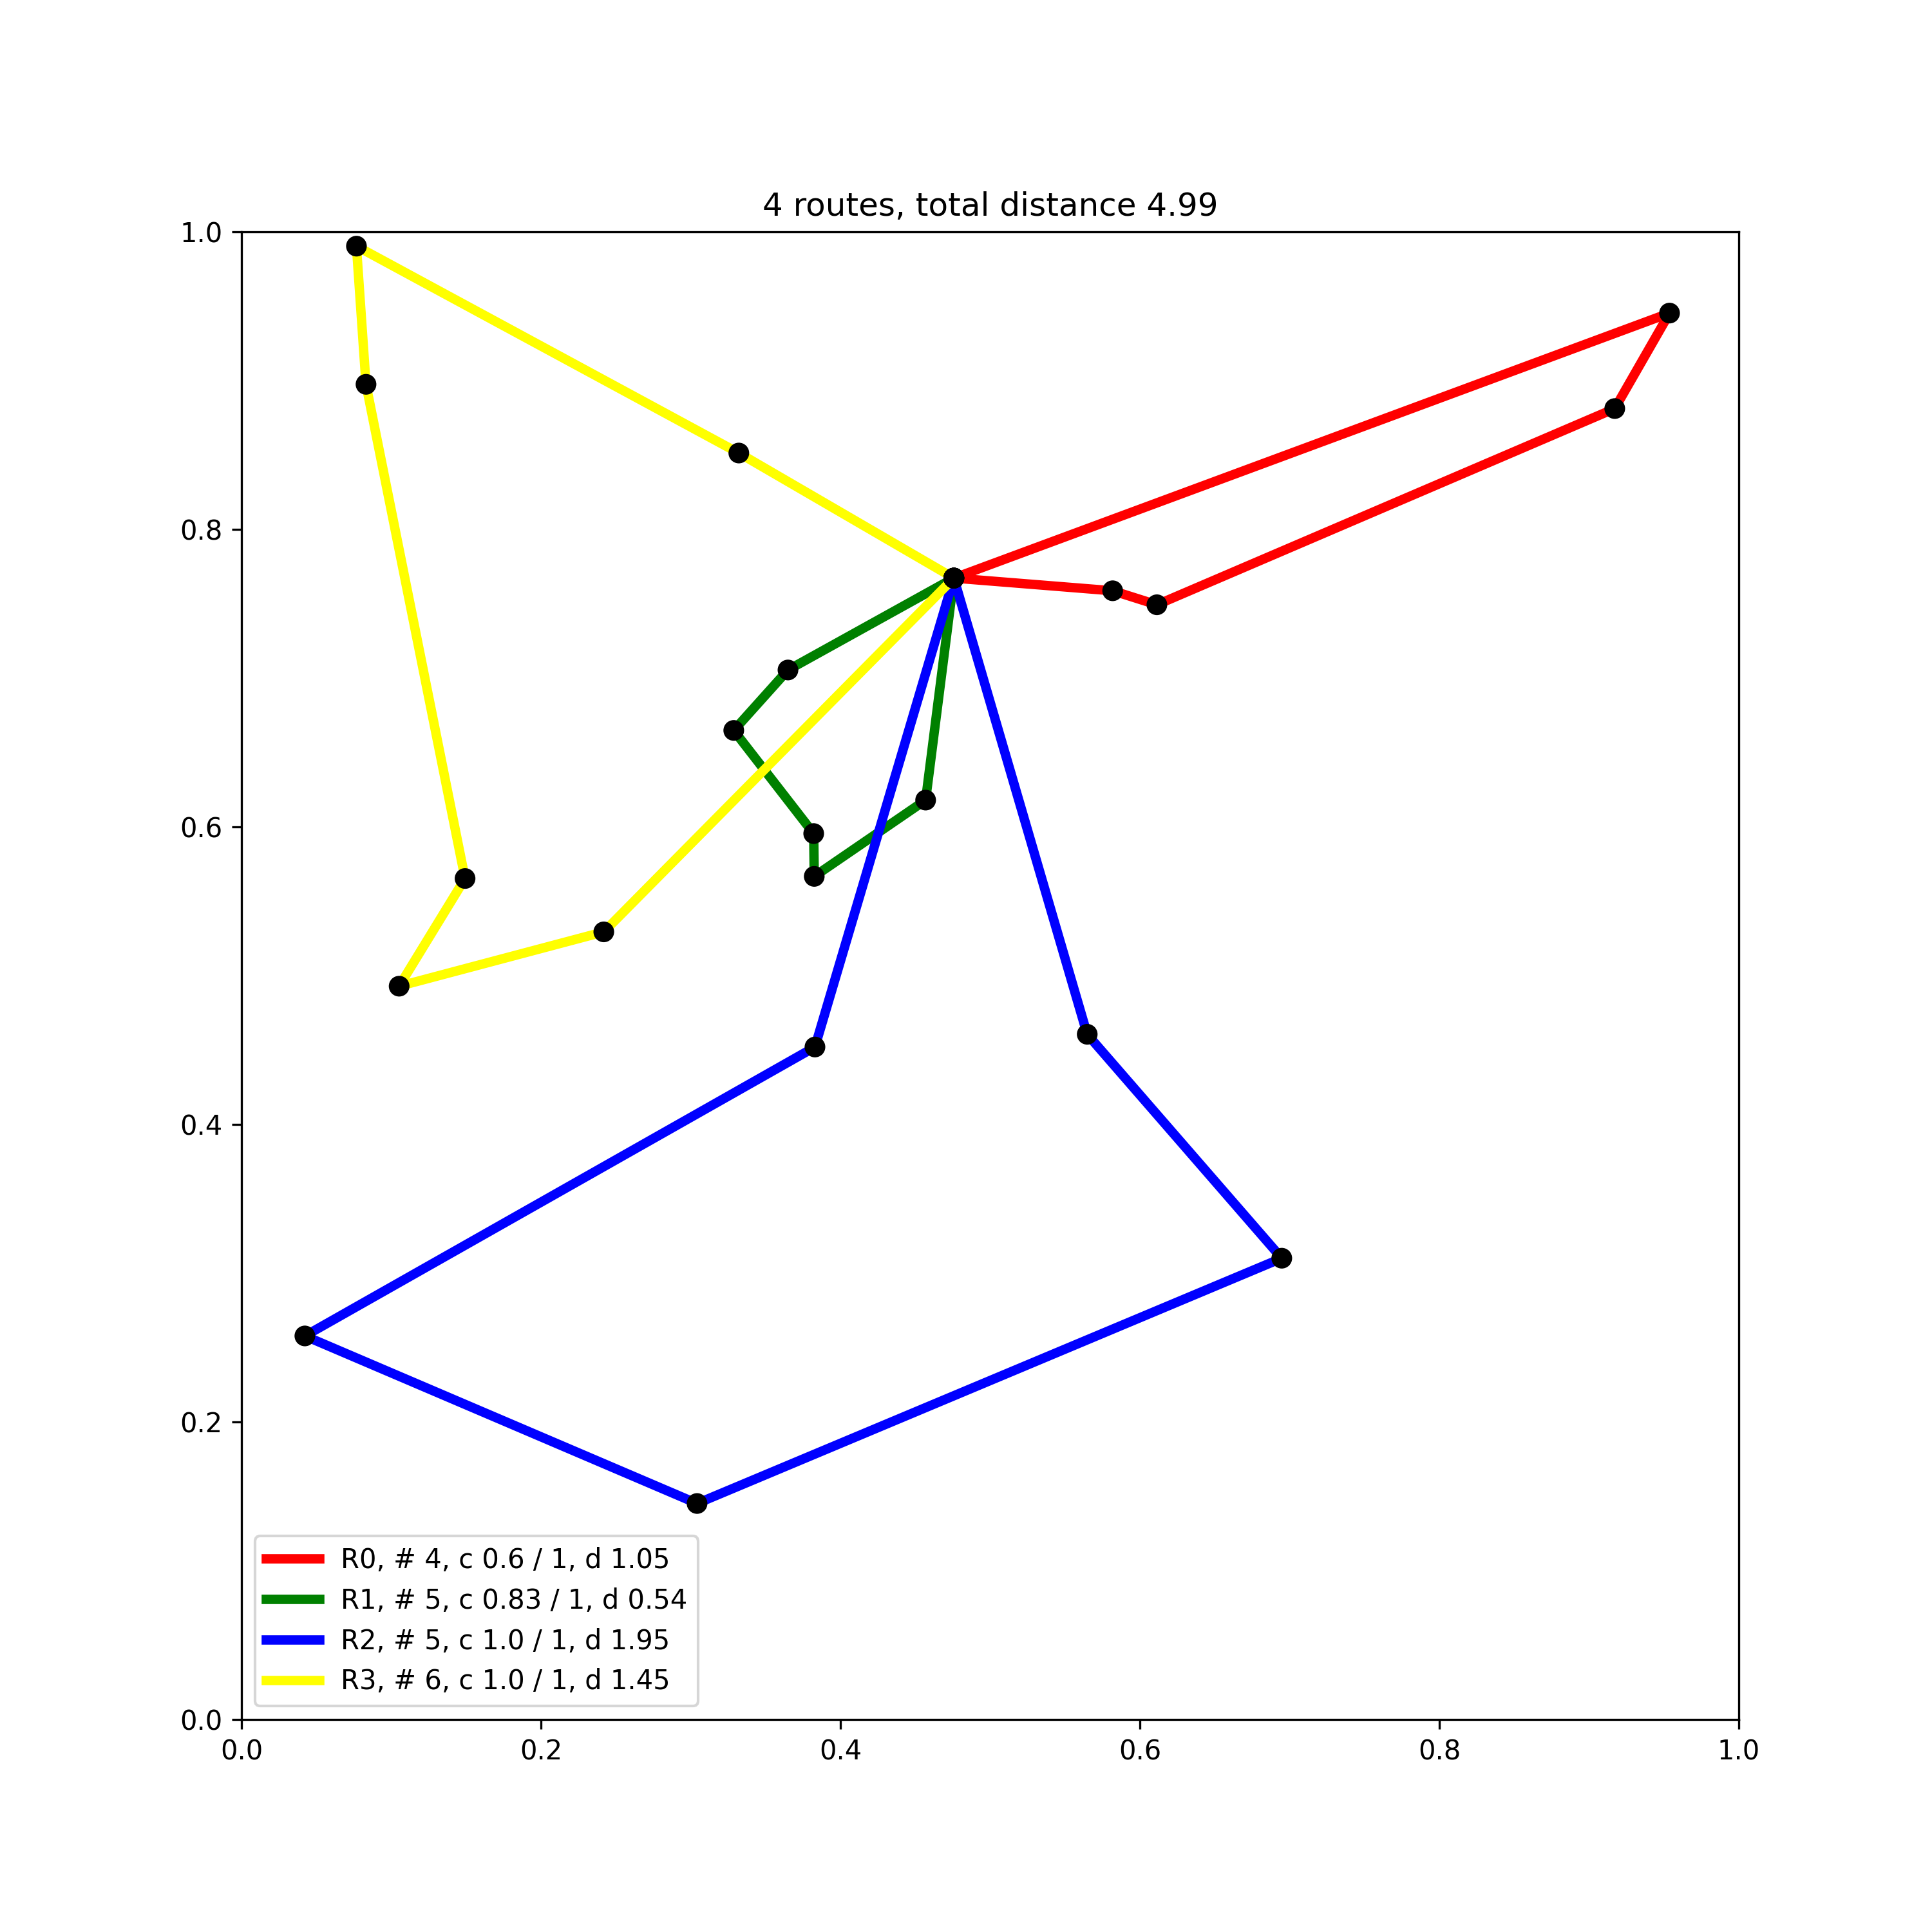 4 routes, total distance 4.99
1.0
0.8
0.6
0.4
0.2
0.0
R0, # 4, c 0.6 / 1, d 1.05
R1, # 5, c 0.83 / 1, d 0.54
R2, # 5, c 1.0 / 1, d 1.95
R3, # 6, c 1.0 / 1, d 1.45
0.0 0.2 0.4 0.6 0.8 1.0